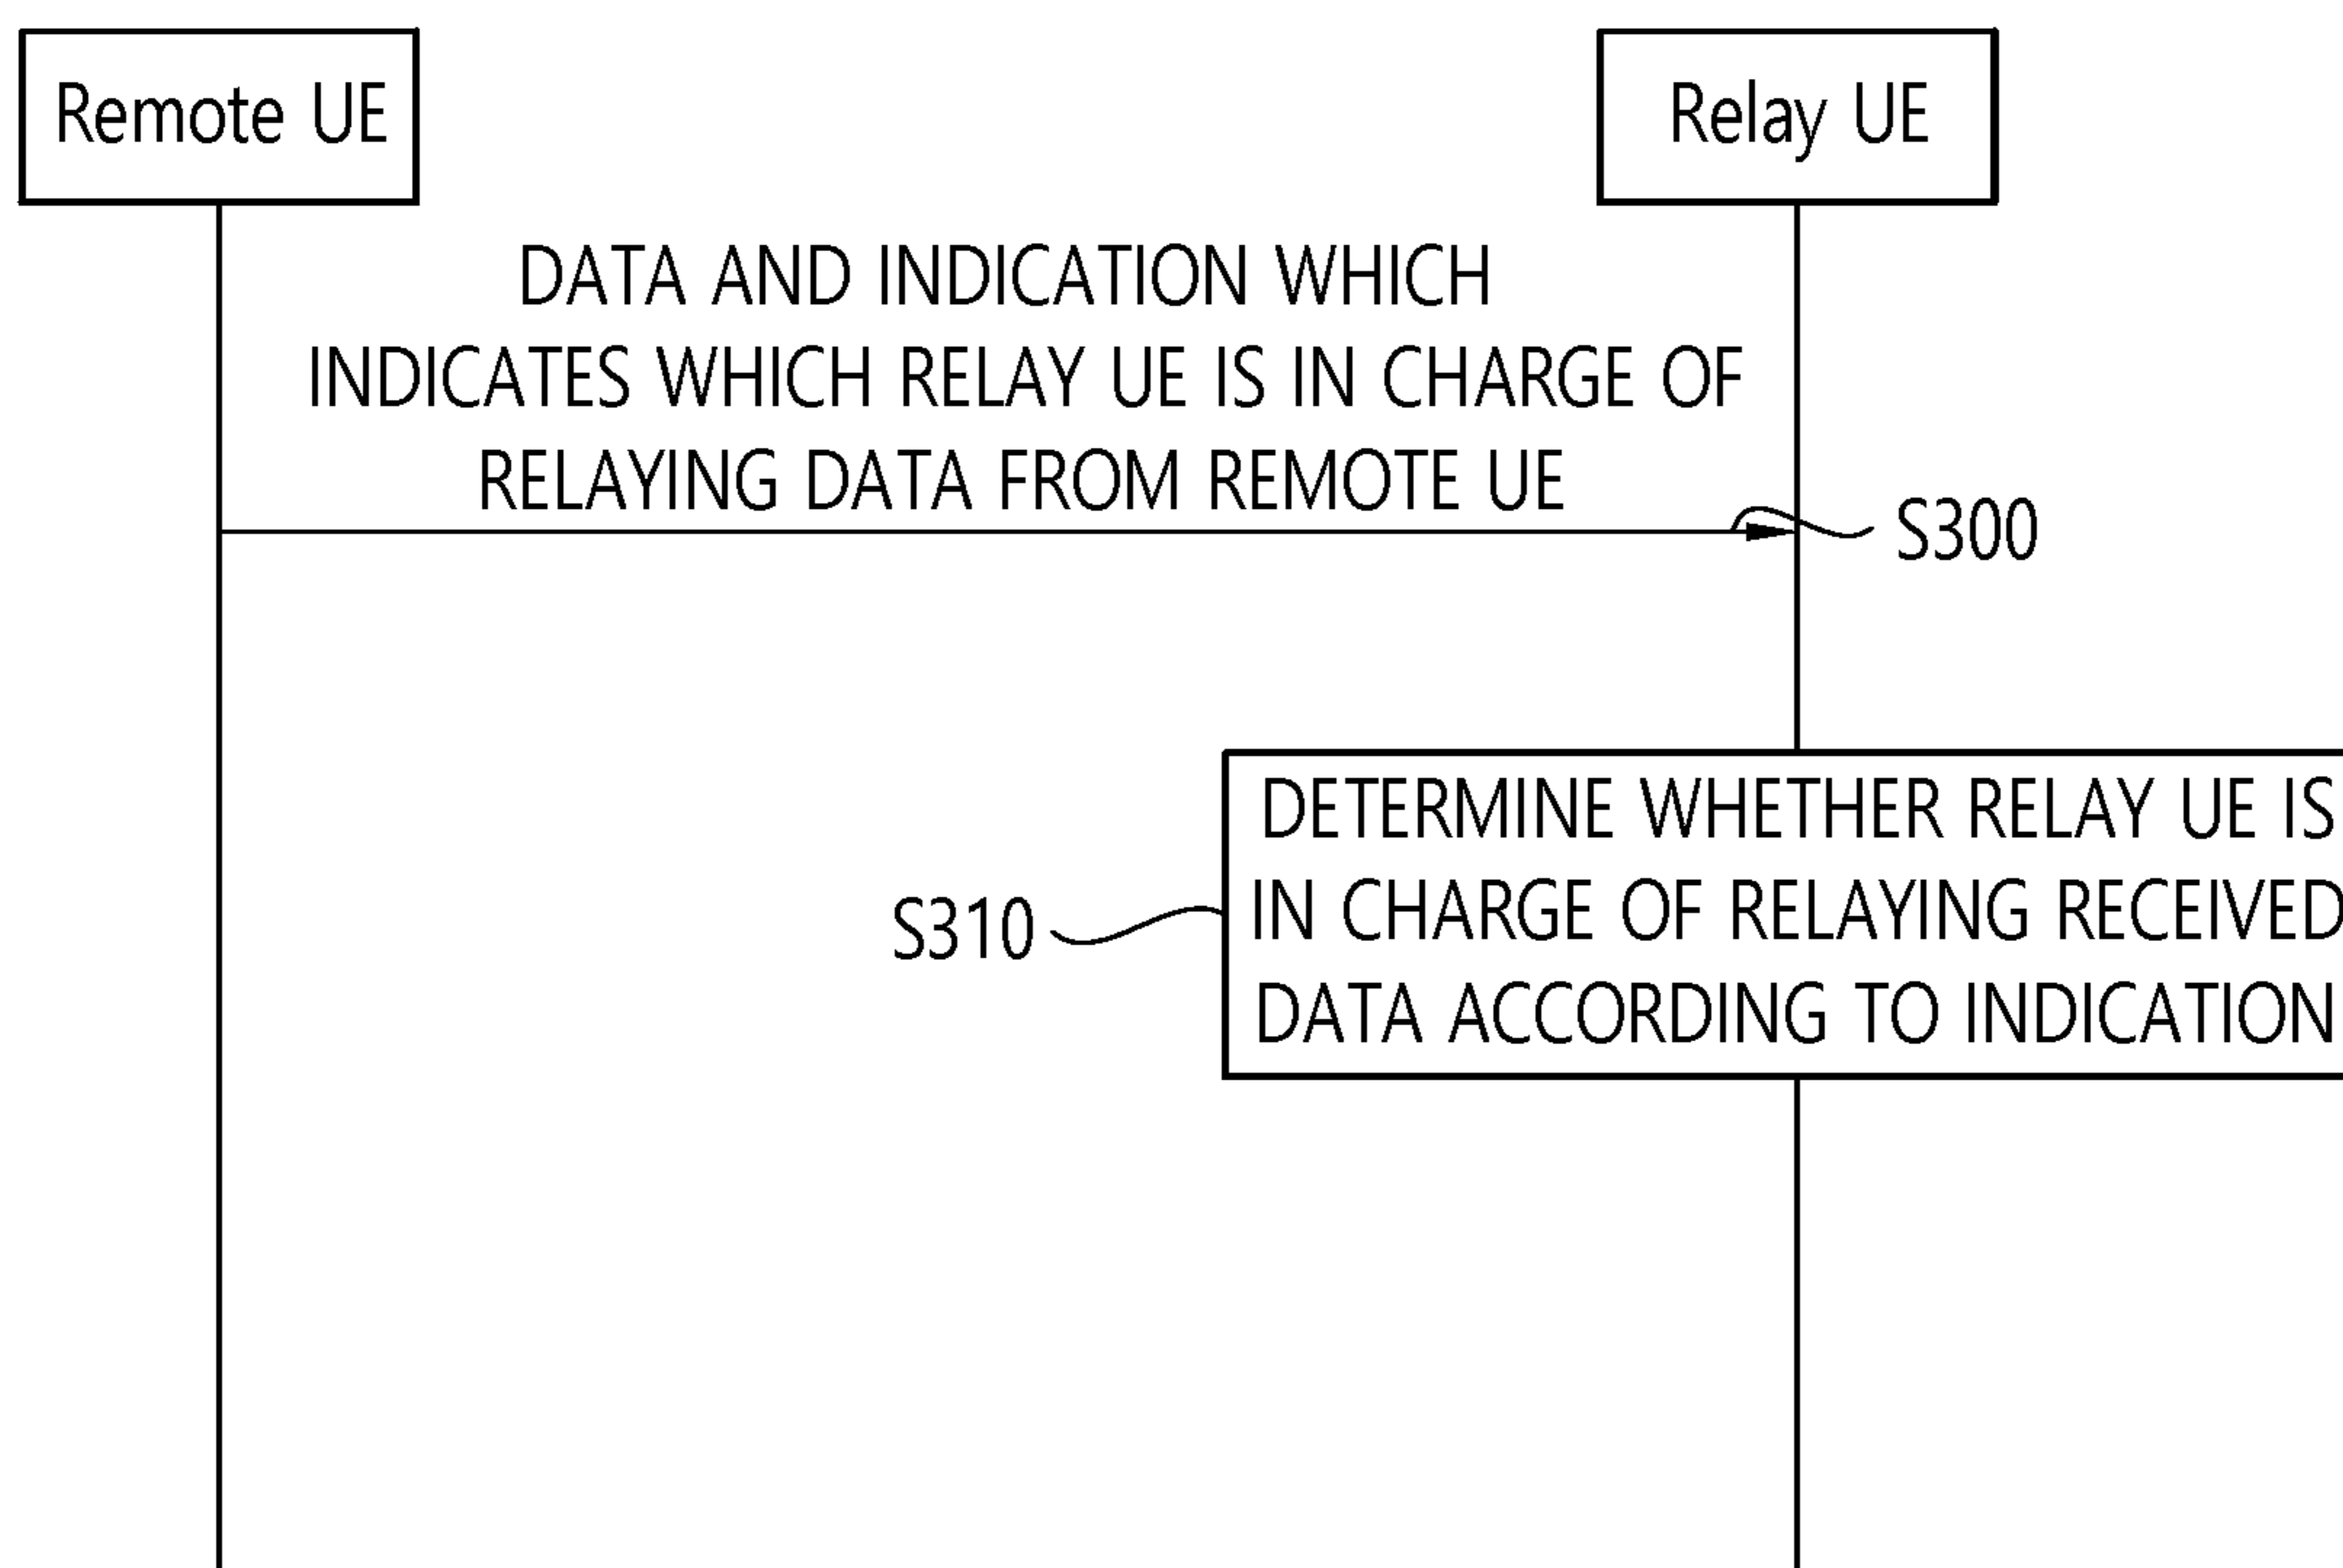 Remote UE
Relay UE
DATA AND INDICATION WHICH
INDICATES WHICH RELAY UE IS IN CHARGE OF
RELAYING DATA FROM REMOTE UE
S300
DETERMINE WHETHER RELAY UE IS
IN CHARGE OF RELAYING RECEIVED
DATA ACCORDING TO INDICATION
S310